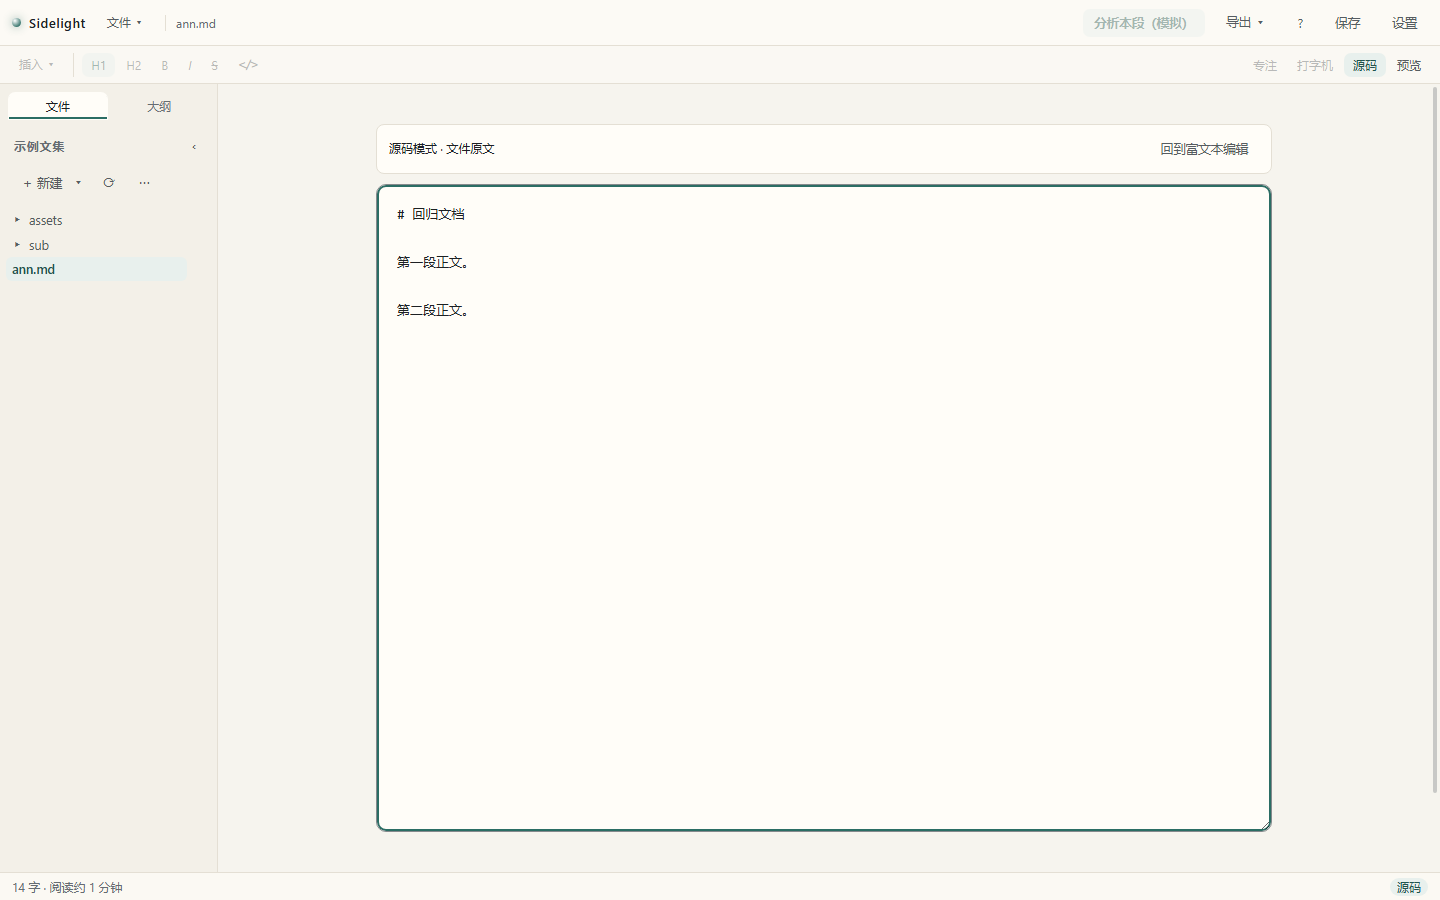 Sidelight 文件 ann.md 分析本段（模拟） 导出 ? 保存 设置
插入 H1 H2 B I S </> 专注 打字机 源码 预览
文件 大纲
示例文集
+ 新建 ···
assets
sub
ann.md
源码模式 · 文件原文 回到富文本编辑
# 回归文档
第一段正文。
第二段正文。
14 字 · 阅读约 1 分钟 源码